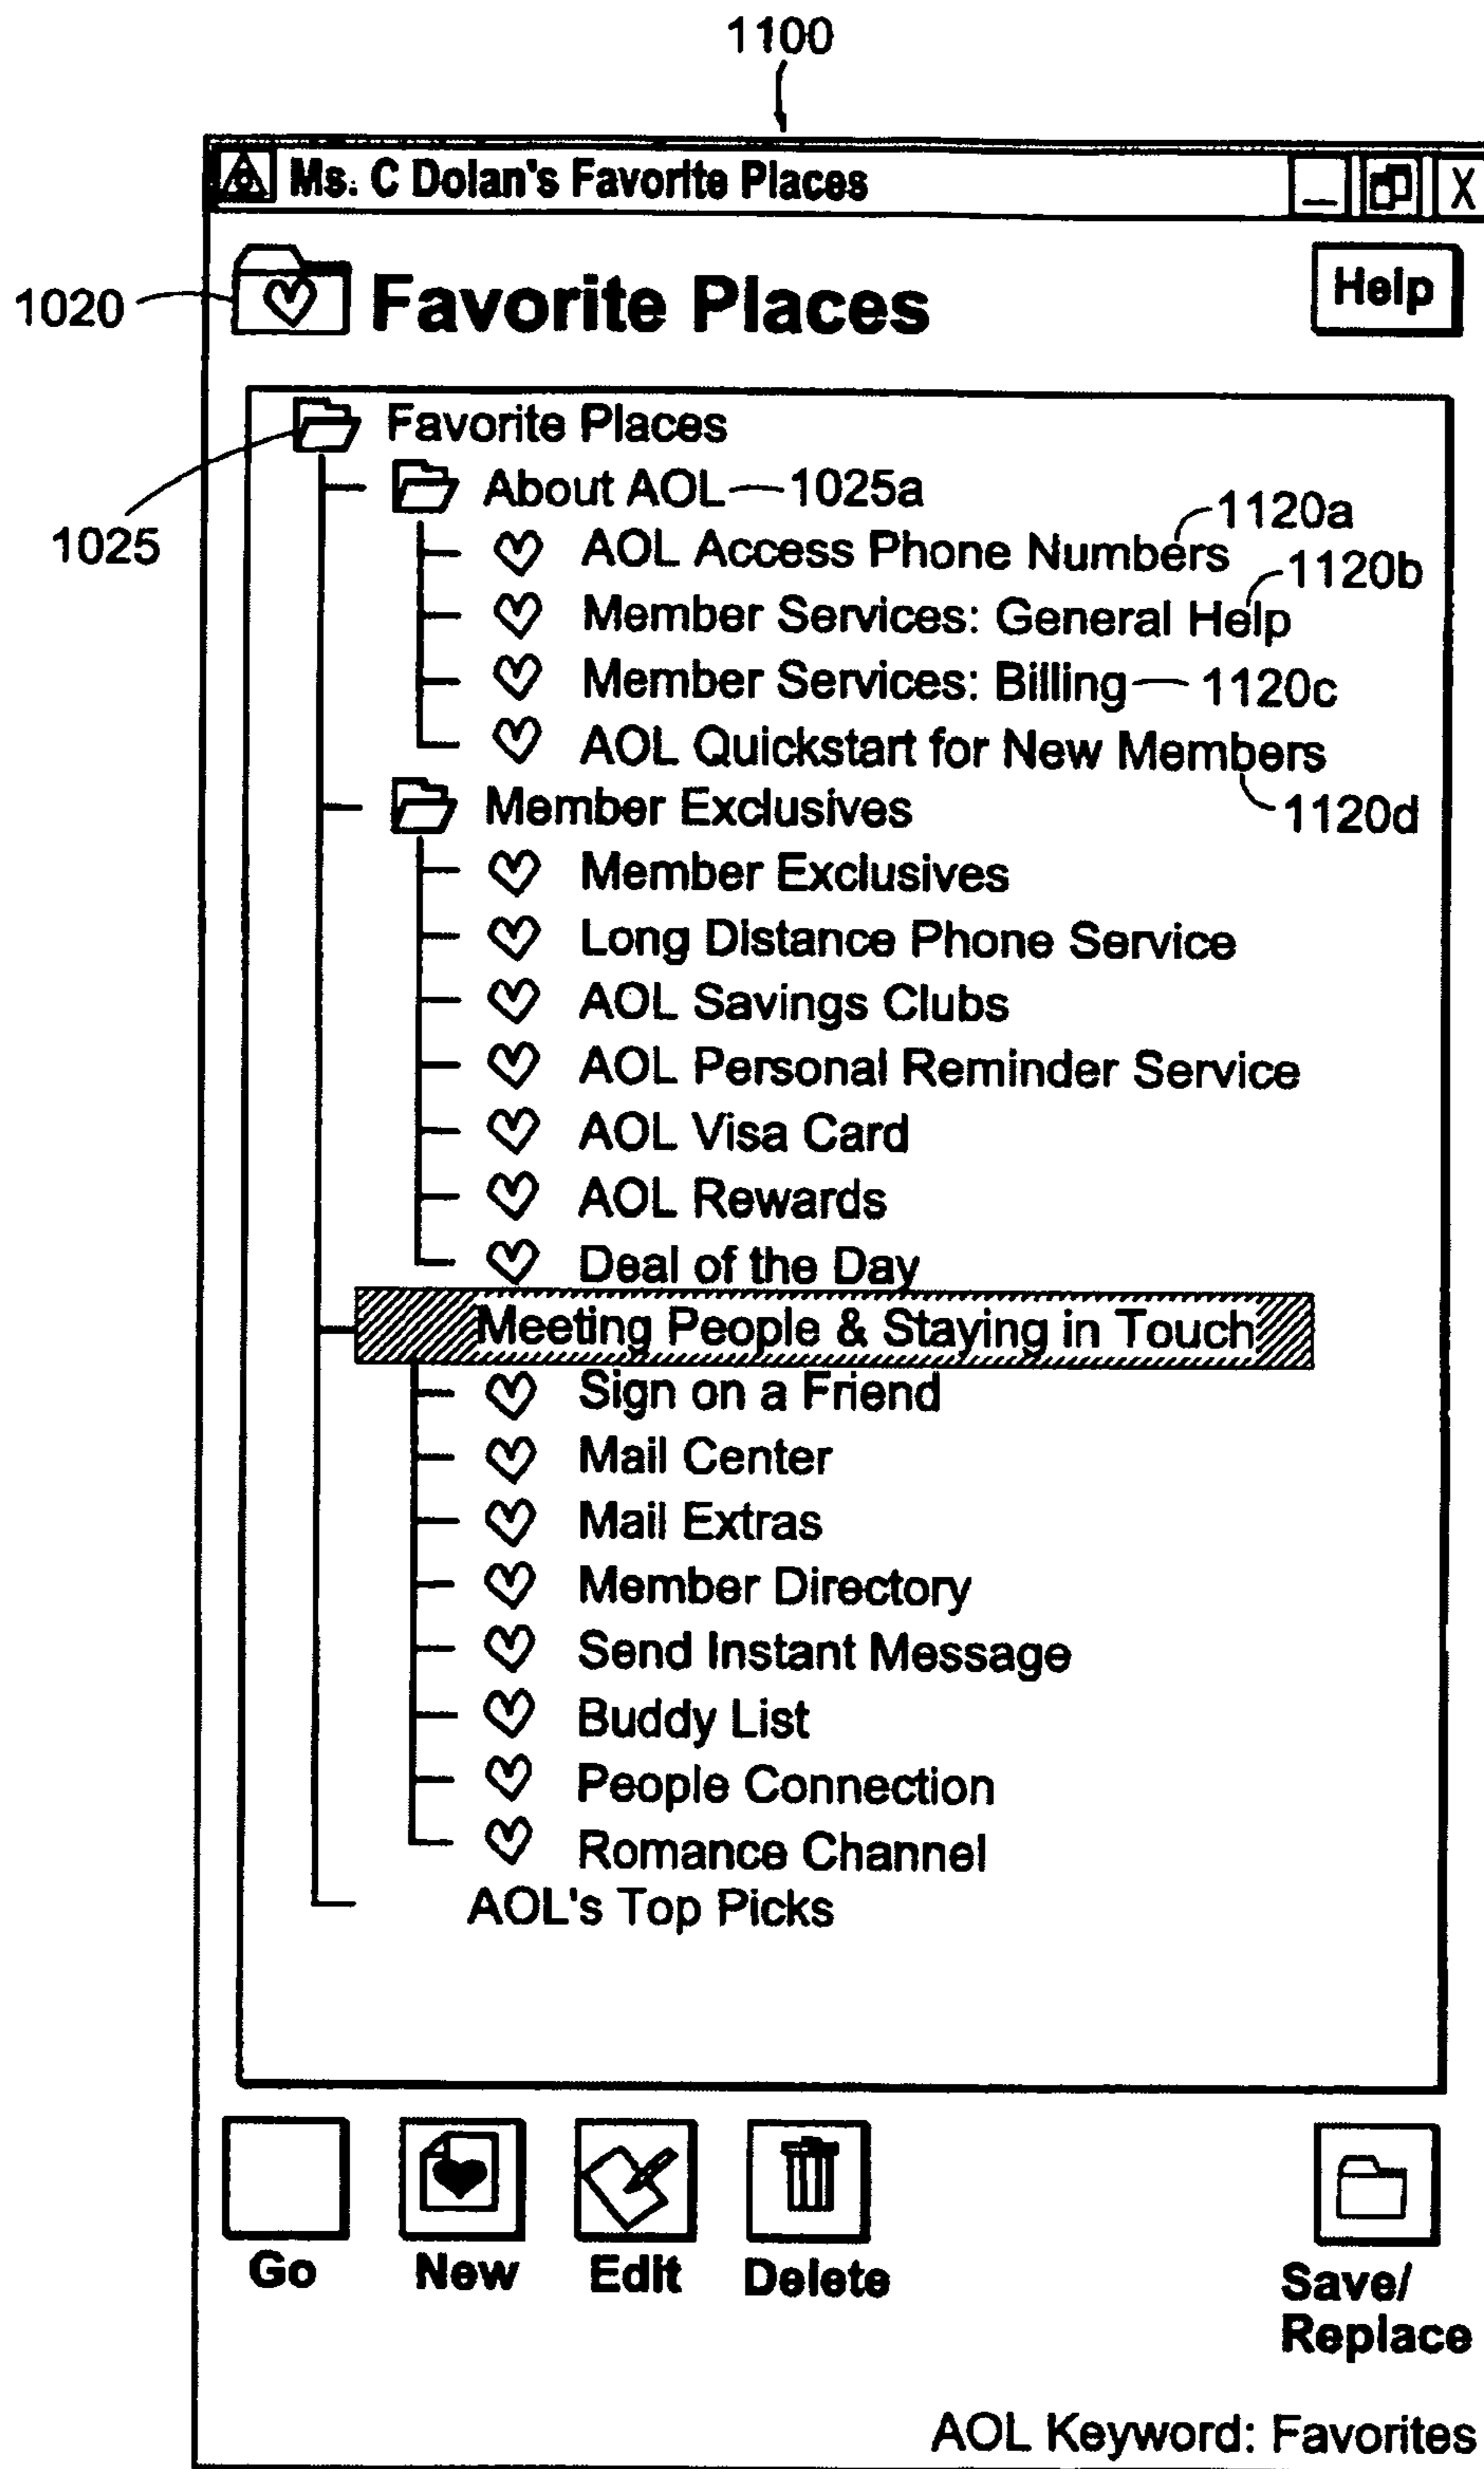 1100
Ms. C Dolan's Favorite Places
X
1020
Favorite Places
Help
1025
Favorite Places
About AOL 1025a
AOL Access Phone Numbers 1120a
Member Services: General Help 1120b
Member Services: Billing 1120c
AOL Quickstart for New Members 1120d
Member Exclusives
Member Exclusives
Long Distance Phone Service
AOL Savings Clubs
AOL Personal Reminder Service
AOL Visa Card
AOL Rewards
Deal of the Day
Meeting People & Staying in Touch
Sign on a Friend
Mail Center
Mail Extras
Member Directory
Send Instant Message
Buddy List
People Connection
Romance Channel
AOL's Top Picks
Go New Edit Delete Save/
Replace
AOL Keyword: Favorites